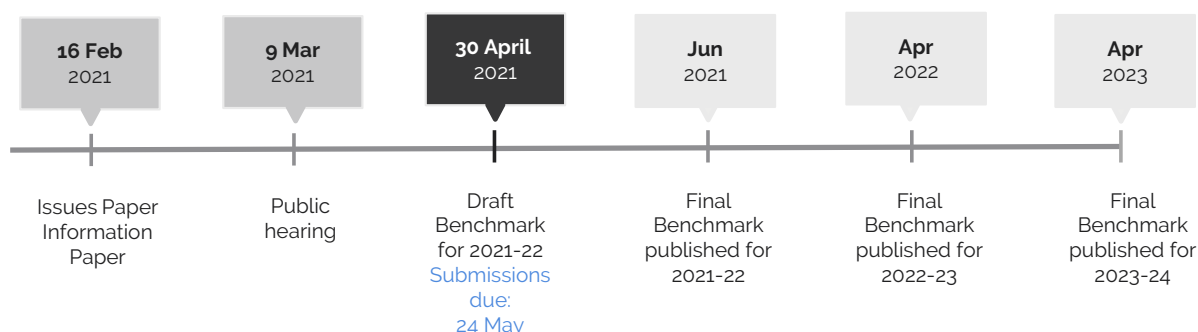 16 Feb
2021
9 Mar
2021
30 April
2021
Jun
2021
Apr
2022
Apr
2023
Issues Paper
Information
Paper
Public
hearing
Draft
Benchmark
for 2021-22
Submissions
due:
24 May
Final
Benchmark
published for
2021-22
Final
Benchmark
published for
2022-23
Final
Benchmark
published for
2023-24